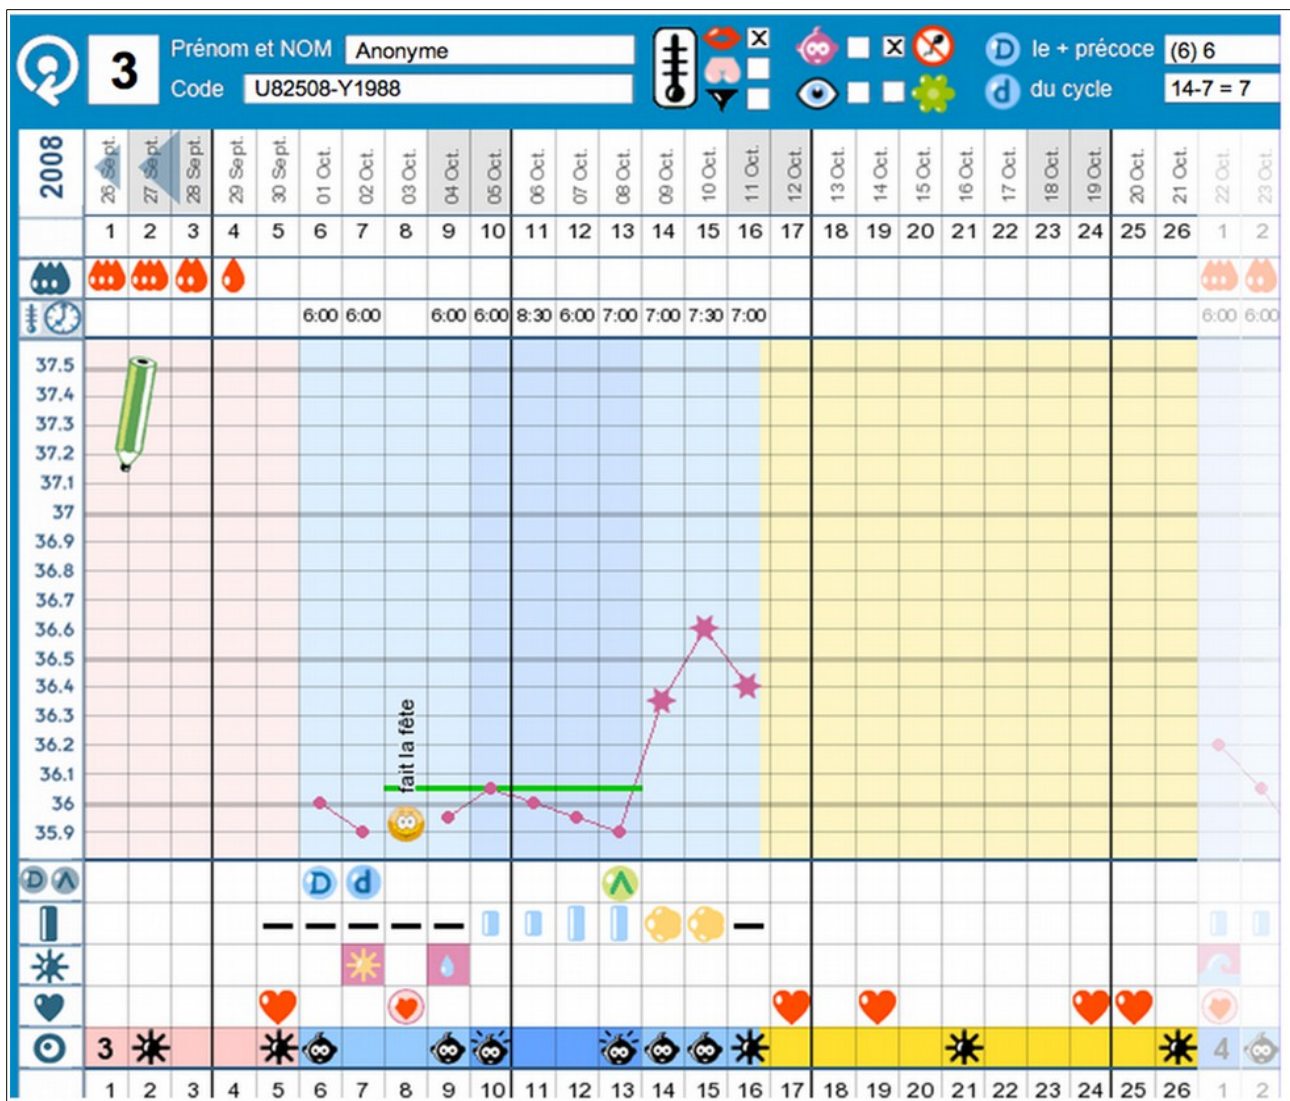 3
Prénom et NOM Anonyme
Code U82508-Y1988
D le + précoce (6) 6
d du cycle 14-7 = 7
2008 26 Sept. 27 Sept. 28 Sept. 29 Sept. 30 Sept. 01 Oct. 02 Oct. 03 Oct. 04 Oct. 05 Oct. 06 Oct. 07 Oct. 08 Oct. 09 Oct. 10 Oct. 11 Oct. 12 Oct. 13 Oct. 14 Oct. 15 Oct. 16 Oct. 17 Oct. 18 Oct. 19 Oct. 20 Oct. 21 Oct. 22 Oct. 23 Oct.
1 2 3 4 5 6 7 8 9 10 11 12 13 14 15 16 17 18 19 20 21 22 23 24 25 26 1 2
6:00 6:00 6:00 6:00 8:30 6:00 7:00 7:00 7:30 7:00 6:00 6:00
37.5
37.4
37.3
37.2
37.1
37
36.9
36.8
36.7
36.6
36.5
36.4
36.3
36.2
36.1
36
35.9
fait la fête
D Λ D d Λ
3 4
1 2 3 4 5 6 7 8 9 10 11 12 13 14 15 16 17 18 19 20 21 22 23 24 25 26 1 2